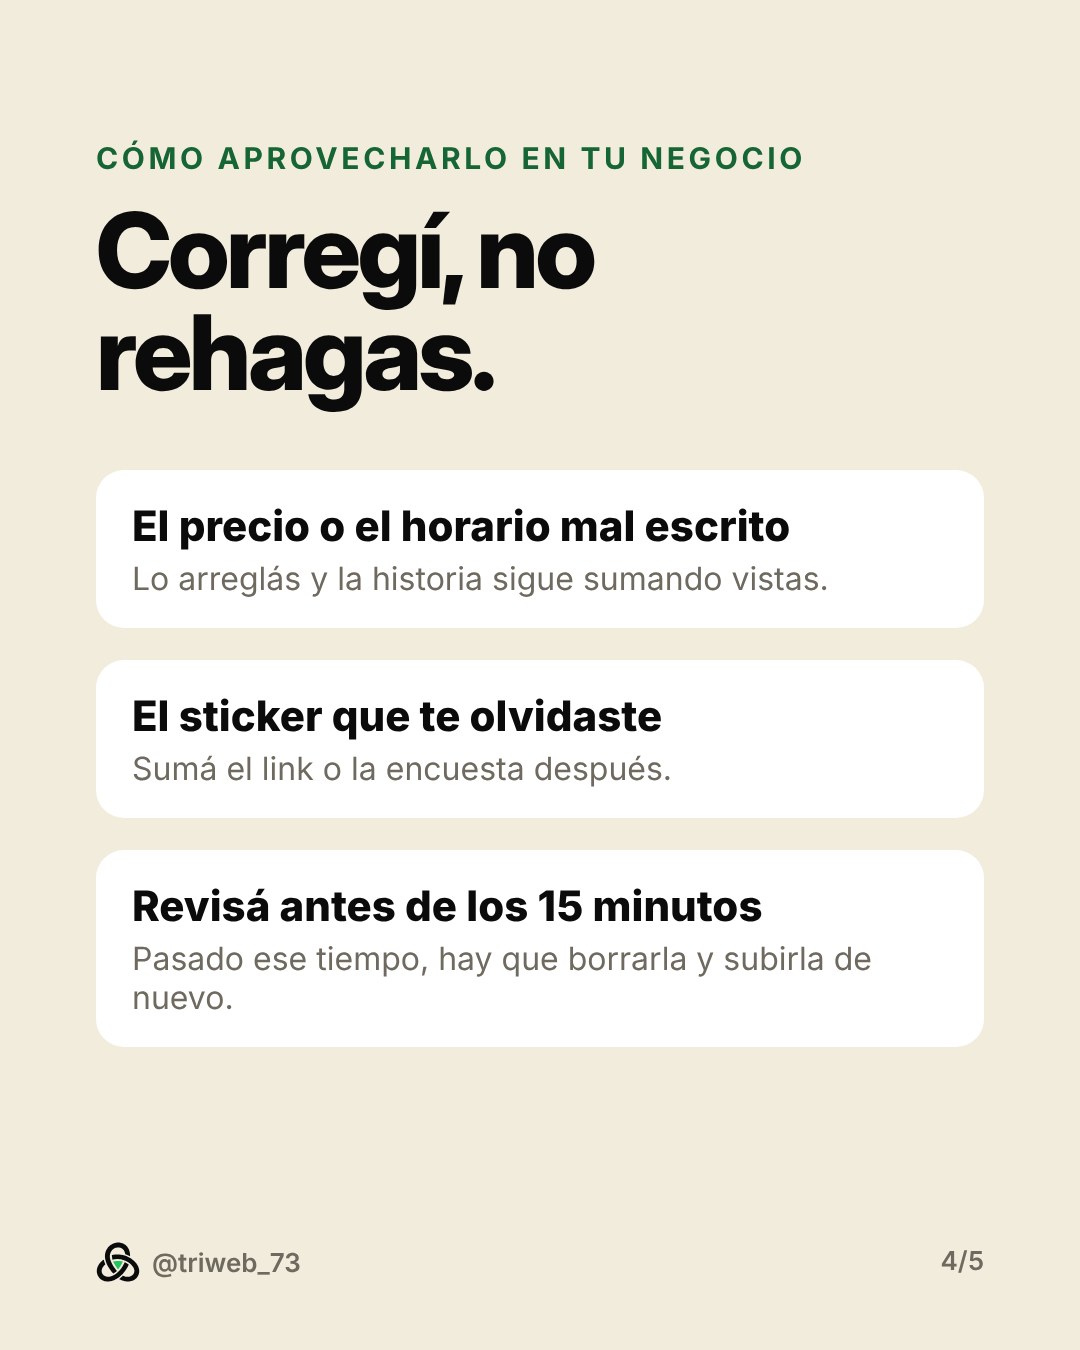 CÓMO APROVECHARLO EN TU NEGOCIO
Corregí, no
rehagas.
El precio o el horario mal escrito
Lo arreglás y la historia sigue sumando vistas.
El sticker que te olvidaste
Sumá el link o la encuesta después.
Revisá antes de los 15 minutos
Pasado ese tiempo, hay que borrarla y subirla de
nuevo.
@triweb_73
4/5